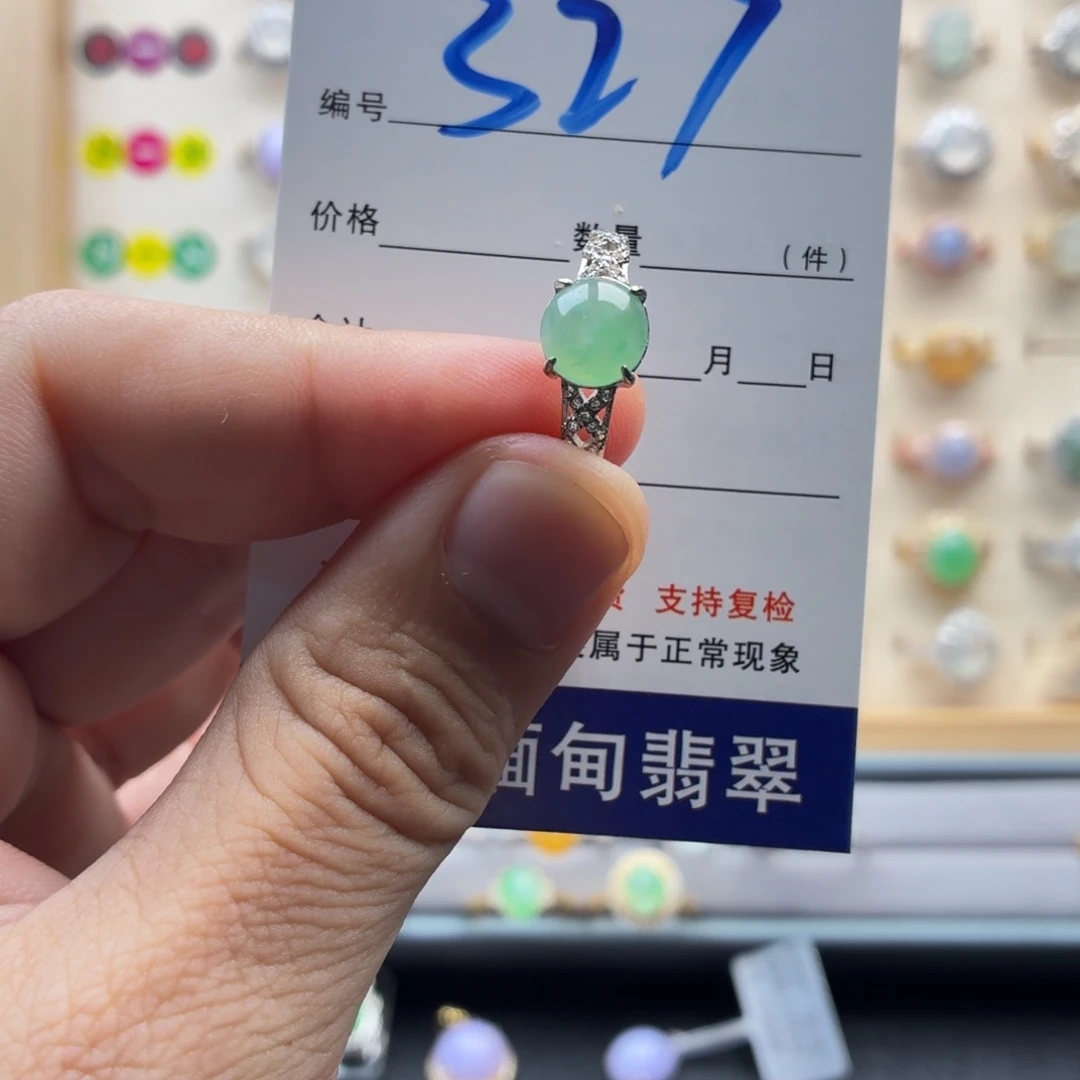 编号 327
价格 数量 (件)
月 日
支持复检
属于正常现象
缅甸翡翠